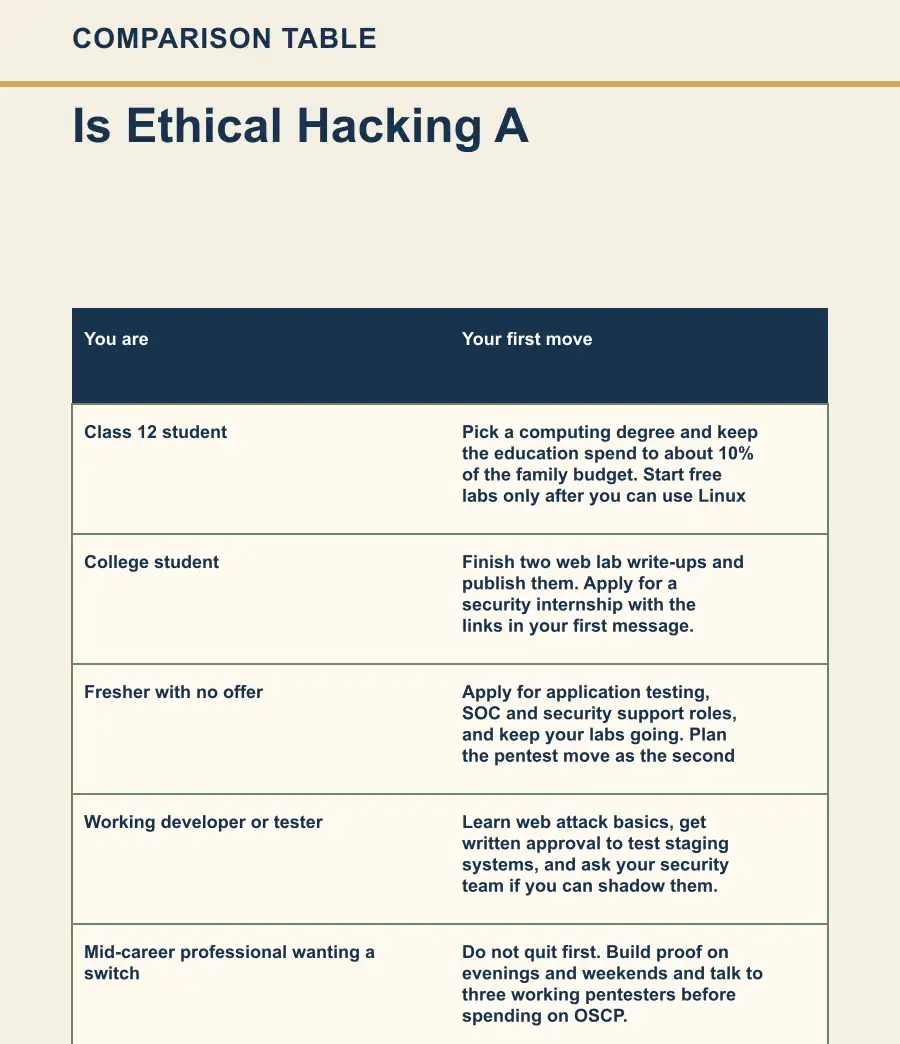 COMPARISON TABLE
Is Ethical Hacking A
You are
Your first move
Class 12 student
Pick a computing degree and keep
the education spend to about 10%
of the family budget. Start free
labs only after you can use Linux
College student
Finish two web lab write-ups and
publish them. Apply for a
security internship with the
links in your first message.
Fresher with no offer
Apply for application testing,
SOC and security support roles,
and keep your labs going. Plan
the pentest move as the second
Working developer or tester
Learn web attack basics, get
written approval to test staging
systems, and ask your security
team if you can shadow them.
Mid-career professional wanting a
switch
Do not quit first. Build proof on
evenings and weekends and talk to
three working pentesters before
spending on OSCP.